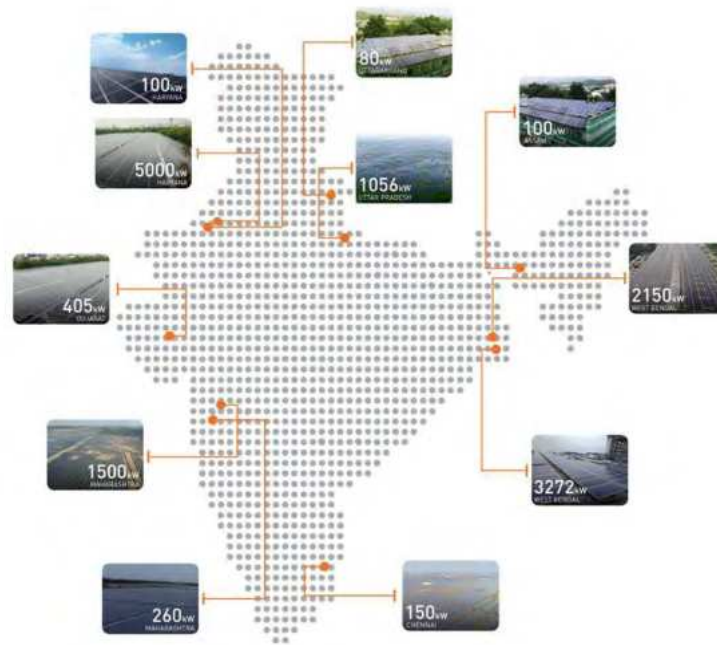 80kW
UTTARAKHAND
100kW
HARYANA
100kW
ASSAM
5000kW
HARYANA
1056kW
UTTAR PRADESH
405kW
GUJARAT
2150kW
WEST BENGAL
1500kW
MAHARASHTRA
3272kW
WEST BENGAL
260kW
MAHARASHTRA
150kW
CHENNAI